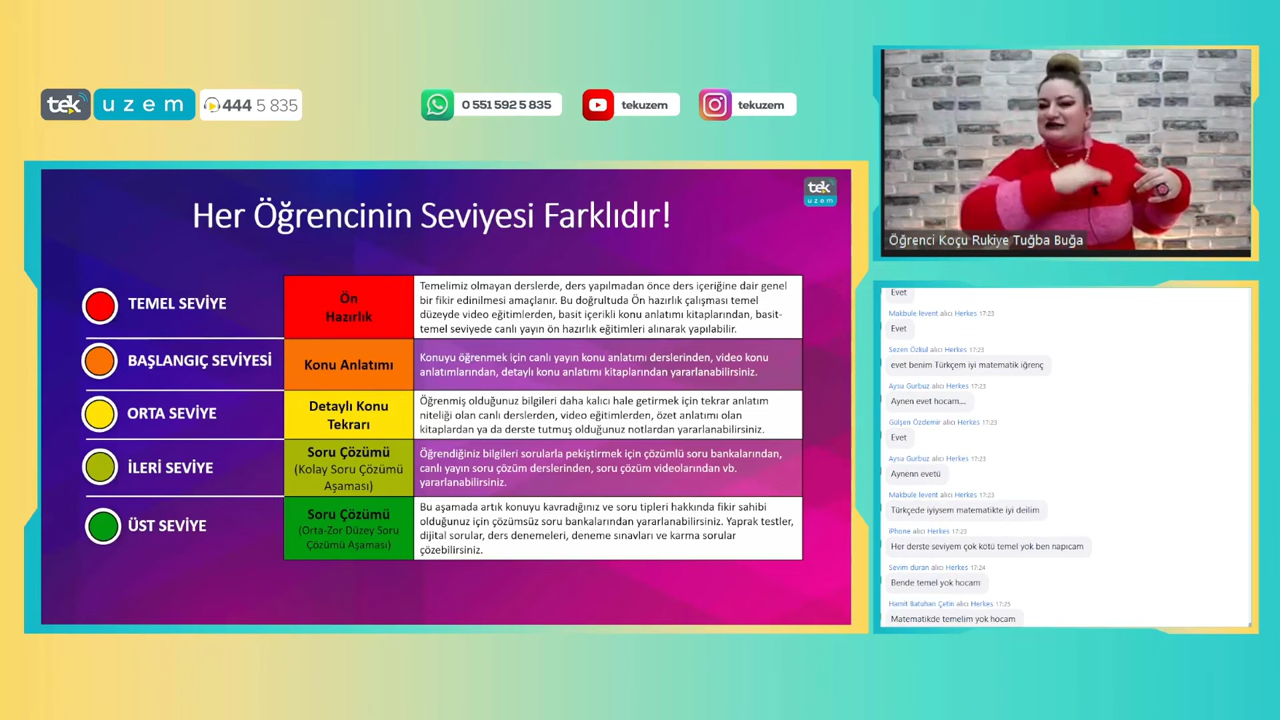 tek uzem 444 5 835
0 551 592 5 835
tekuzem
tekuzem
tek
uzem
Her Öğrencinin Seviyesi Farklıdır!
TEMEL SEVİYE
Ön
Hazırlık
Temelimiz olmayan derslerde, ders yapılmadan önce ders içeriğine dair genel
bir fikir edinilmesi amaçlanır. Bu doğrultuda Ön hazırlık çalışması temel
düzeyde video eğitimlerden, basit içerikli konu anlatımı kitaplarından, basit-
temel seviyede canlı yayın ön hazırlık eğitimleri alınarak yapılabilir.
BAŞLANGIÇ SEVİYESİ
Konu Anlatımı
Konuyu öğrenmek için canlı yayın konu anlatımı derslerinden, video konu
anlatımlarından, detaylı konu anlatımı kitaplarından yararlanabilirsiniz.
ORTA SEVİYE
Detaylı Konu
Tekrarı
Öğrenmiş olduğunuz bilgileri daha kalıcı hale getirmek için tekrar anlatım
niteliği olan canlı derslerden, video eğitimlerden, özet anlatımı olan
kitaplardan ya da derste tutmuş olduğunuz notlardan yararlanabilirsiniz.
İLERİ SEVİYE
Soru Çözümü
(Kolay Soru Çözümü
Aşaması)
Öğrendiğiniz bilgileri sorularla pekiştirmek için çözümlü soru bankalarından,
canlı yayın soru çözüm derslerinden, soru çözüm videolarından vb.
yararlanabilirsiniz.
ÜST SEVİYE
Soru Çözümü
(Orta-Zor Düzey Soru
Çözümü Aşaması)
Bu aşamada artık konuyu kavradığınız ve soru tipleri hakkında fikir sahibi
olduğunuz için çözümsüz soru bankalarından yararlanabilirsiniz. Yaprak testler,
dijital sorular, ders denemeleri, deneme sınavları ve karma sorular
çözebilirsiniz.
Öğrenci Koçu Rukiye Tuğba Buğa
Evet
Makbule levent alıcı Herkes 17:23
Evet
Sezen Özkul alıcı Herkes 17:23
evet benim Türkçem iyi matematik iğrenç
Aysu Gurbuz alıcı Herkes 17:23
Aynen evet hocam...
Gülşen Özdemir alıcı Herkes 17:23
Evet
Aysu Gurbuz alıcı Herkes 17:23
Aynenn evetü
Makbule levent alıcı Herkes 17:23
Türkçede iyiysem matematikte iyi deilim
iPhone alıcı Herkes 17:23
Her derste seviyem çok kötü temel yok ben napıcam
Sevim duran alıcı Herkes 17:24
Bende temel yok hocam
Hamit Batuhan Çetin alıcı Herkes 17:25
Matematikde temelim yok hocam